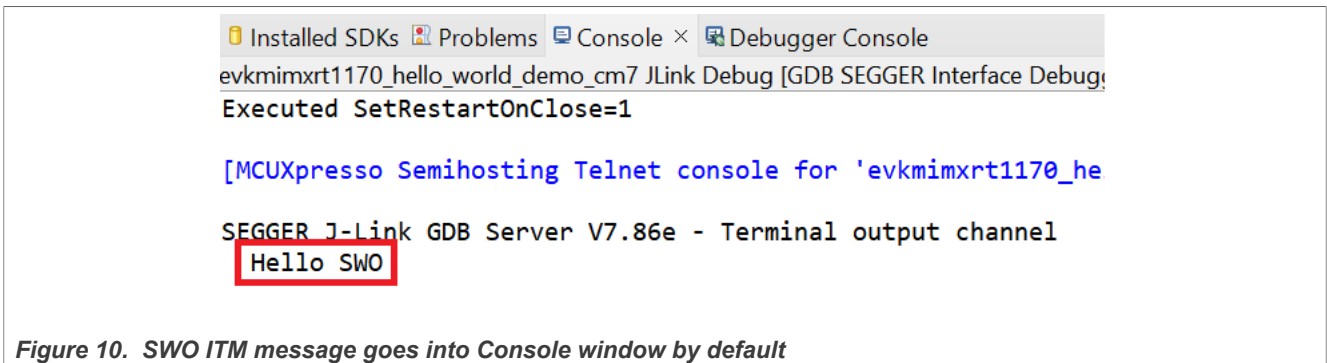 Installed SDKs Problems Console × Debugger Console
evkmimxrt1170_hello_world_demo_cm7 JLink Debug [GDB SEGGER Interface Debug
Executed SetRestartOnClose=1
[MCUXpresso Semihosting Telnet console for 'evkmimxrt1170_he
SEGGER J-Link GDB Server V7.86e - Terminal output channel
Hello SWO
Figure 10. SWO ITM message goes into Console window by default